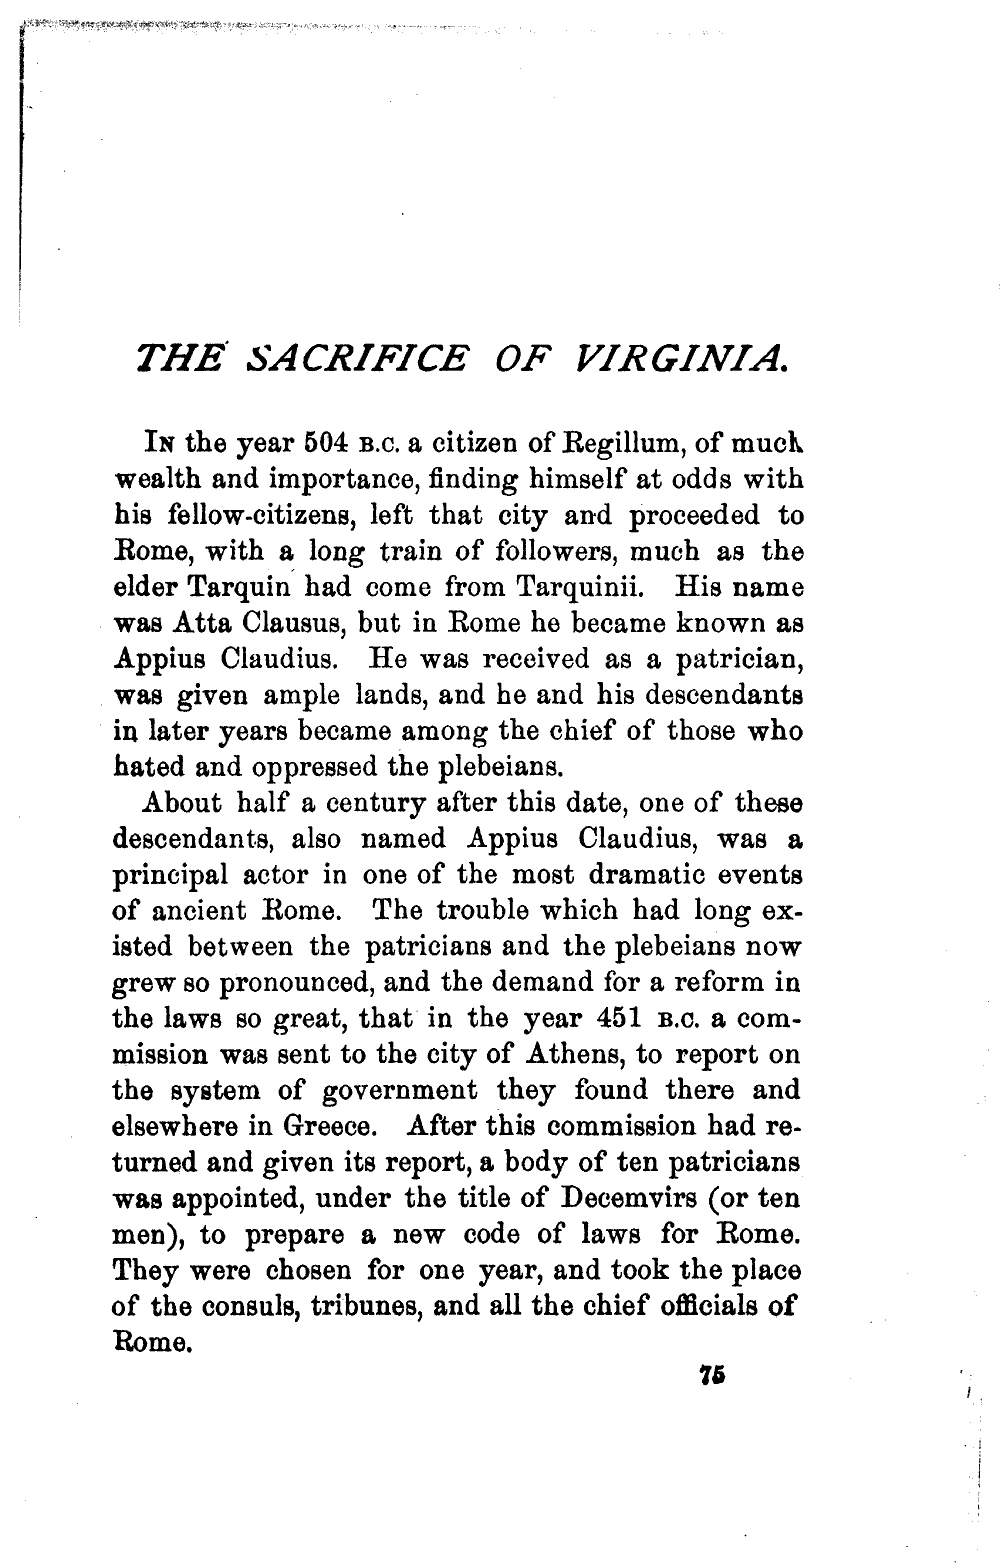 THE SACRIFICE OF VIRGINIA.
In the year 504 B.C. a citizen of Regillum, of much
wealth and importance, finding himself at odds with
his fellow-citizens, left that city and proceeded to
Rome, with a long train of followers, much as the
elder Tarquin had come from Tarquinii. His name
was Atta Clausus, but in Rome he became known as
Appius Claudius. He was received as a patrician,
was given ample lands, and he and his descendants
in later years became among the chief of those who
hated and oppressed the plebeians.
About half a century after this date, one of these
descendants, also named Appius Claudius, was a
principal actor in one of the most dramatic events
of ancient Rome. The trouble which had long ex-
isted between the patricians and the plebeians now
grew so pronounced, and the demand for a reform in
the laws so great, that in the year 451 B.C. a com-
mission was sent to the city of Athens, to report on
the system of government they found there and
elsewhere in Greece. After this commission had re-
turned and given its report, a body of ten patricians
was appointed, under the title of Decemvirs (or ten
men), to prepare a new code of laws for Rome.
They were chosen for one year, and took the place
of the consuls, tribunes, and all the chief officials of
Rome.
75